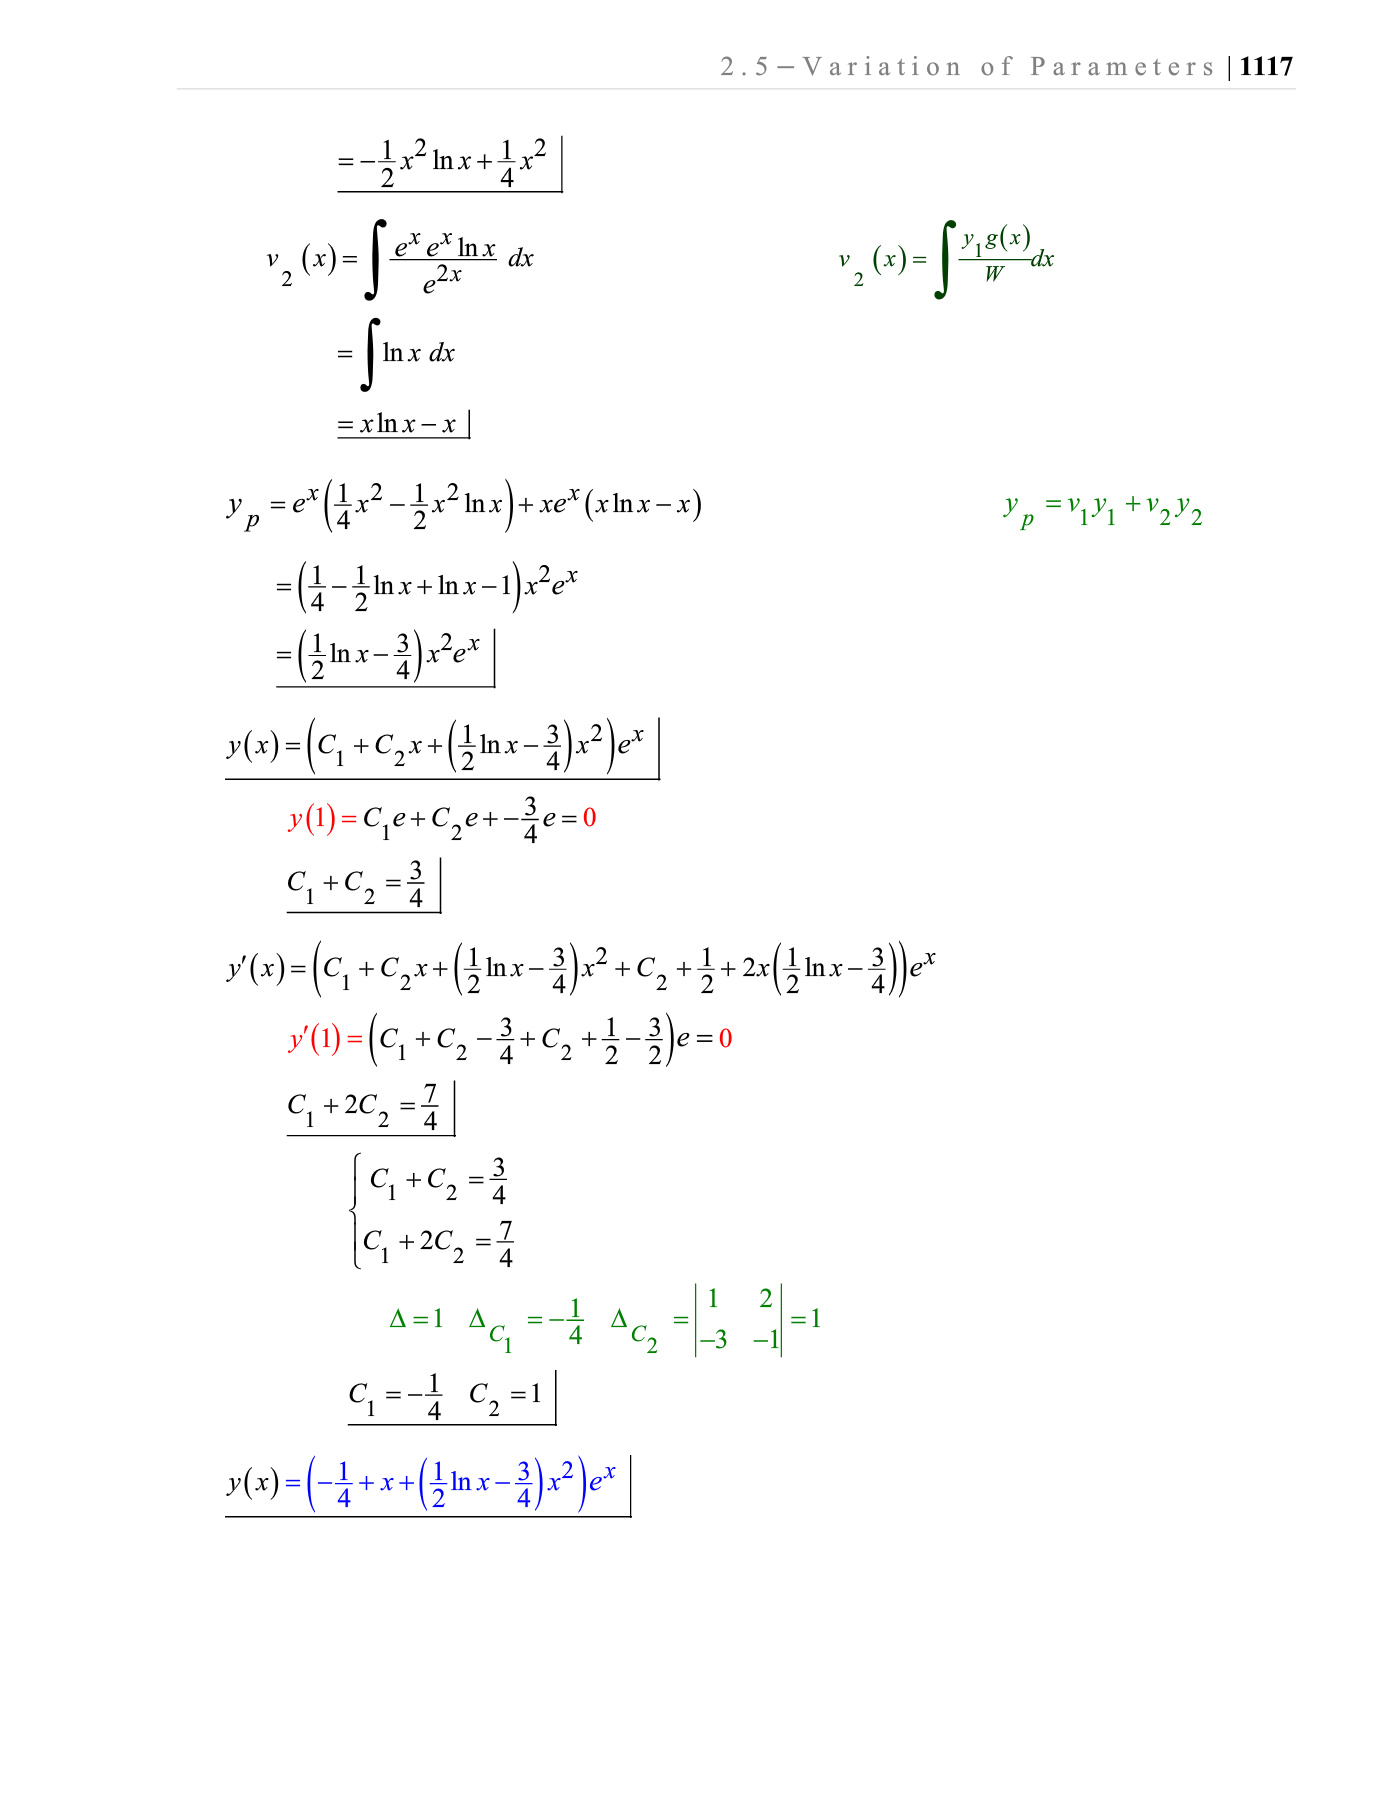 2.5 – Variation of Parameters | 1117
= −1/2 x² ln x + 1/4 x²
v₂(x) = ∫ (eˣ eˣ ln x)/(e²ˣ) dx    v₂(x) = ∫ (y₁ g(x))/W dx
= ∫ ln x dx
= x ln x − x
y_p = eˣ(1/4 x² − 1/2 x² ln x) + xeˣ(x ln x − x)    y_p = v₁y₁ + v₂y₂
= (1/4 − 1/2 ln x + ln x − 1)x²eˣ
= (1/2 ln x − 3/4)x²eˣ
y(x) = (C₁ + C₂x + (1/2 ln x − 3/4)x²)eˣ
y(1) = C₁e + C₂e + −3/4 e = 0
C₁ + C₂ = 3/4
y′(x) = (C₁ + C₂x + (1/2 ln x − 3/4)x² + C₂ + 1/2 + 2x(1/2 ln x − 3/4))eˣ
y′(1) = (C₁ + C₂ − 3/4 + C₂ + 1/2 − 3/2)e = 0
C₁ + 2C₂ = 7/4
{ C₁ + C₂ = 3/4
C₁ + 2C₂ = 7/4
Δ = 1  Δ_C₁ = −1/4  Δ_C₂ = |1 2; −3 −1| = 1
C₁ = −1/4  C₂ = 1
y(x) = (−1/4 + x + (1/2 ln x − 3/4)x²)eˣ